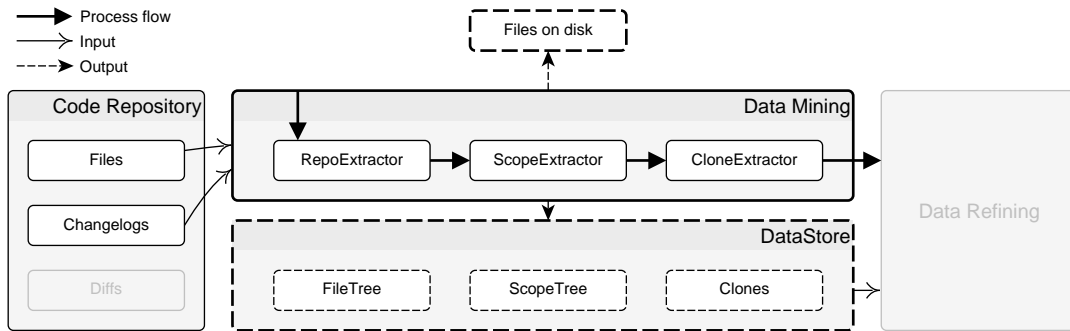 Process flow
Input
Output
Files on disk
Code Repository
Files
Changelogs
Diffs
Data Mining
RepoExtractor
ScopeExtractor
CloneExtractor
DataStore
FileTree
ScopeTree
Clones
Data Refining